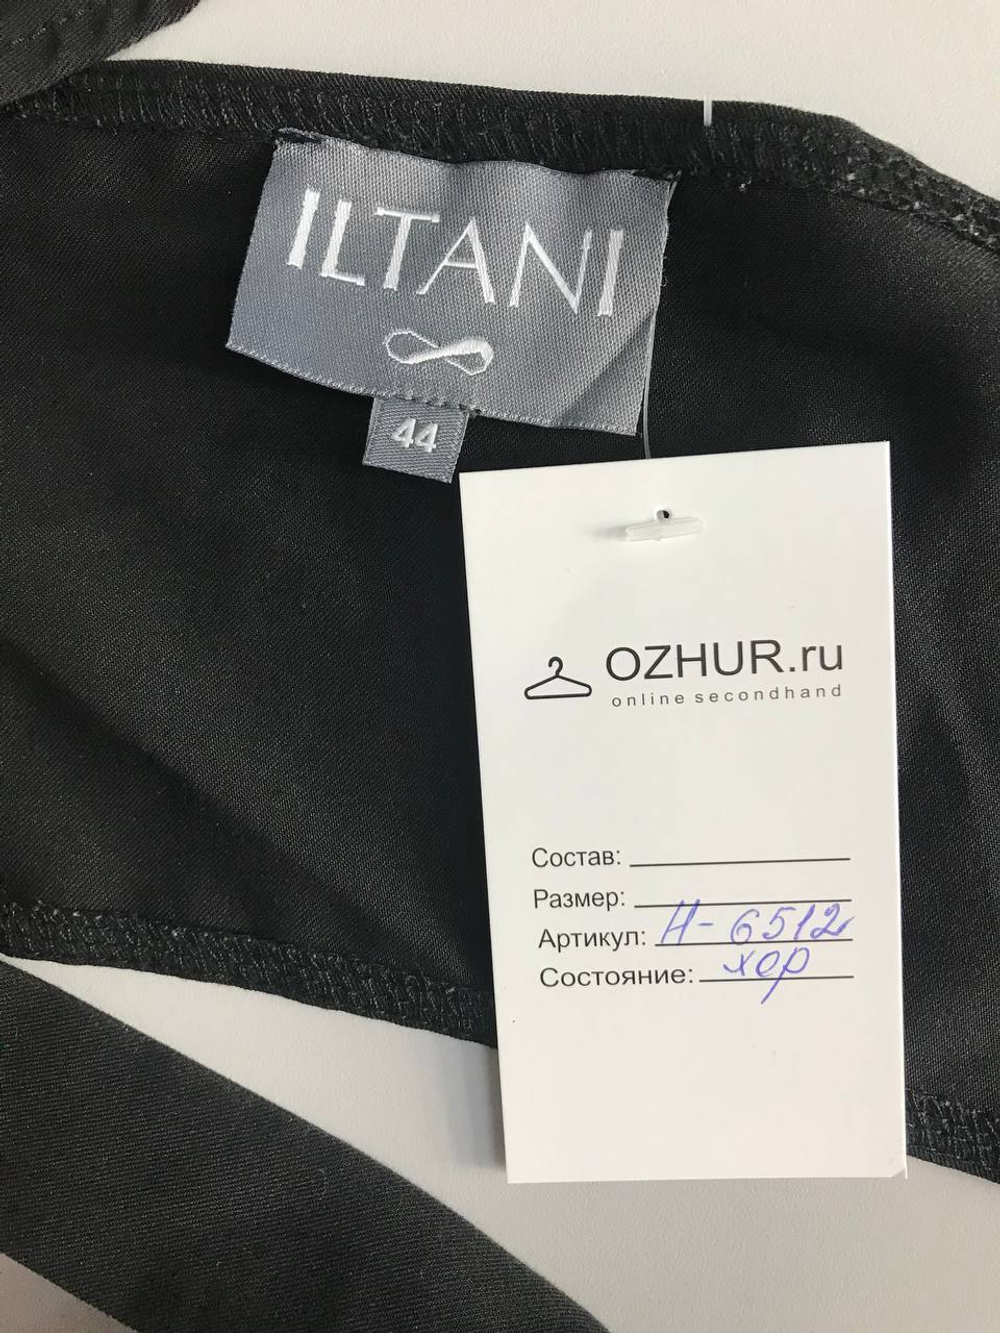 ILTANI
44
OZHUR.ru
online secondhand
Состав:
Размер:
Артикул: Н-6512
Состояние: хор